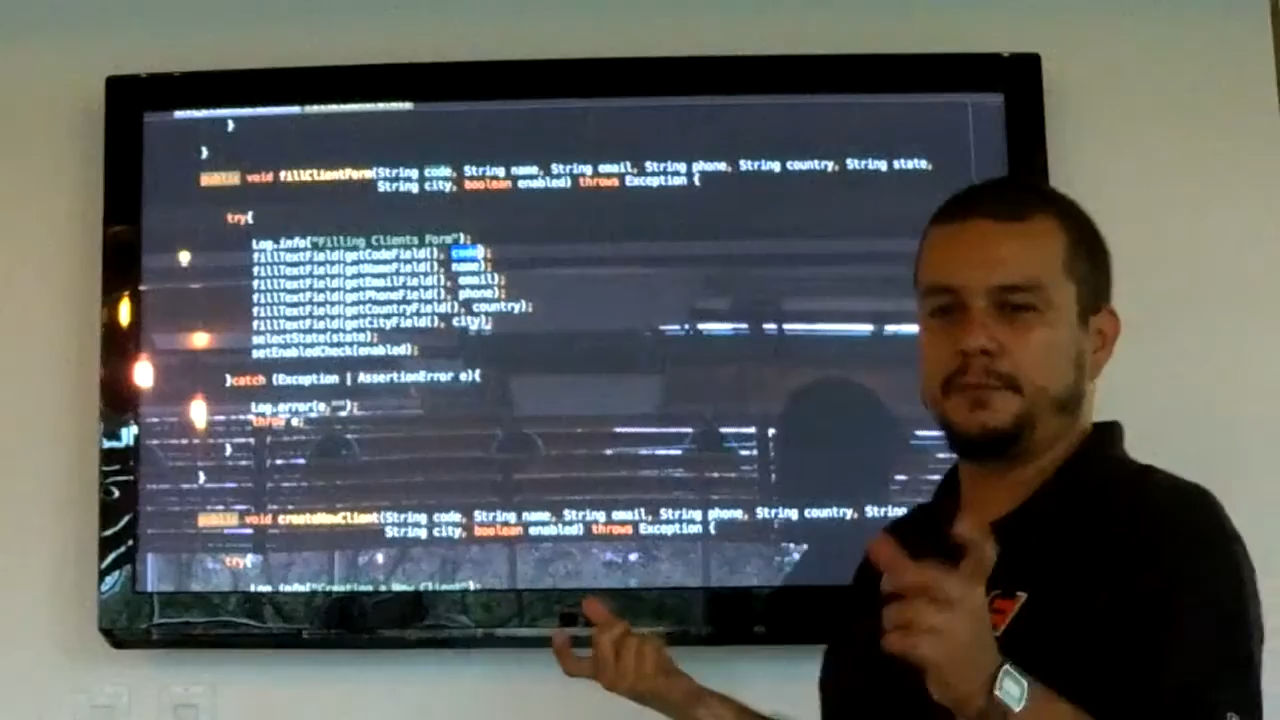 }
}
public void fillClientForm(String code, String name, String email, String phone, String country, String state,
String city, boolean enabled) throws Exception {
try{
Log.info("Filling Clients Form");
fillTextField(getCodeField(), code);
fillTextField(getNameField(), name);
fillTextField(getEmailField(), email);
fillTextField(getPhoneField(), phone);
fillTextField(getCountryField(), country);
fillTextField(getCityField(), city);
selectState(state);
setEnabledCheck(enabled);
}catch (Exception | AssertionError e){
Log.error(e,"");
throw e;
}
}
public void createNewClient(String code, String name, String email, String phone, String country, String
String city, boolean enabled) throws Exception {
try{
Log.info("Creating a New Client");